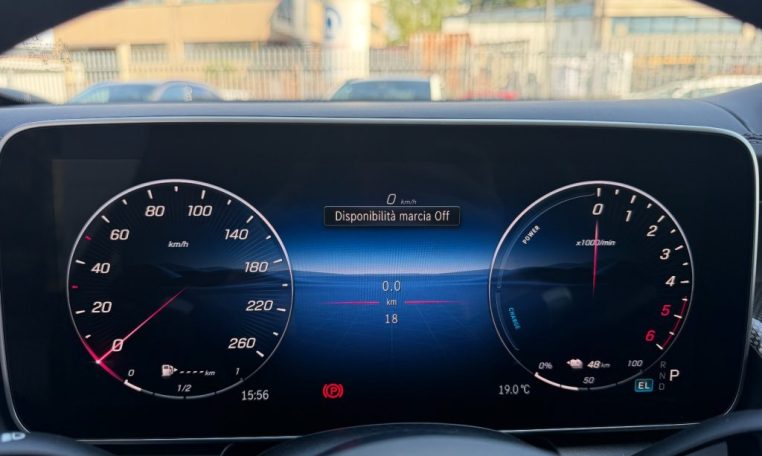 0 km/h
Disponibilità marcia Off
0
20
40
60
80
100
140
180
220
260
km/h
0 1/2 1
----- km
15:56
0.0
km
18
P
19.0 °C
POWER
CHARGE
0
1
2
3
4
5
6
x1000/min
0% 50 100
48 km
EL
R
N
D
P